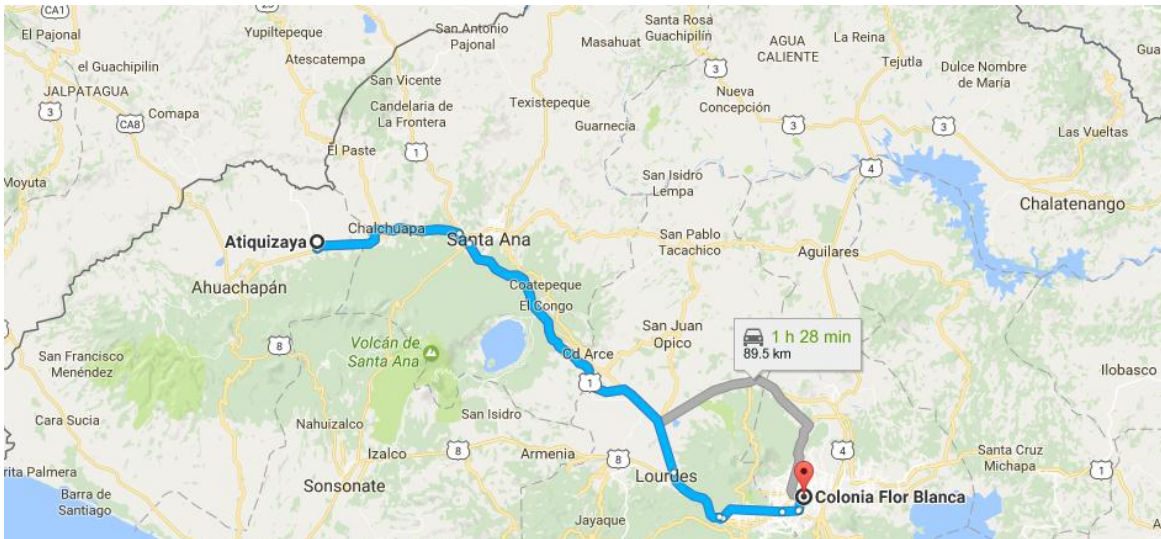 CA1
El Pajonal
23
Yupiltepeque
San Antonio
Pajonal
Masahuat
Santa Rosa
Guachipilín
AGUA
CALIENTE
La Reina
Tejutla
Dulce Nombre
de María
el Guachipilin
Atescatempa
San Vicente
JALPATAGUA
3
CA8
Comapa
Candelaria de
La Frontera
Texistepeque
Guarnecia
3
Nueva
Concepción
3
3
Las Vueltas
El Paste
1
Moyuta
San Isidro
Lempa
4
Chalatenango
Atiquizaya
Chalchuapa
Santa Ana
San Pablo
Tacachico
Aguilares
Ahuachapán
Coatepeque
El Congo
San Juan
Opico
1 h 28 min
89.5 km
San Francisco
Menéndez
8
Volcán de
Santa Ana
Cd Arce
1
Ilobasco
Cara Sucia
Nahuizalco
San Isidro
Izalco
8
Armenia
8
4
Santa Cruz
Michapa
1
rita Palmera
Barra de
Santiago
Sonsonate
Lourdes
Colonia Flor Blanca
Jayaque